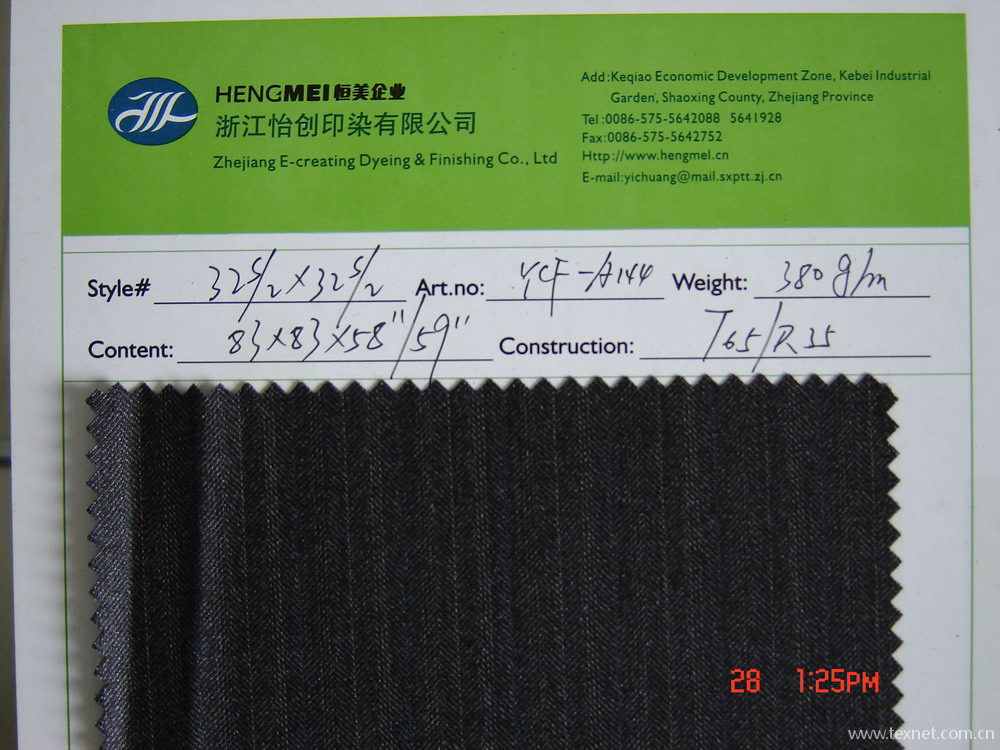 HENGMEI恒美企业
浙江怡创印染有限公司
Zhejiang E-creating Dyeing & Finishing Co., Ltd
Add:Keqiao Economic Development Zone, Kebei Industrial
Garden, Shaoxing County, Zhejiang Province
Tel:0086-575-5642088 5641928
Fax:0086-575-5642752
Http://www.hengmei.cn
E-mail:yichuang@mail.sxptt.zj.cn
Style# 32S/2 X 32S/2 Art.no: YCF-A144 Weight: 380 g/m
Content: 83X83X58"/59" Construction: T65/R35
28 1:25PM
www.texnet.com.cn